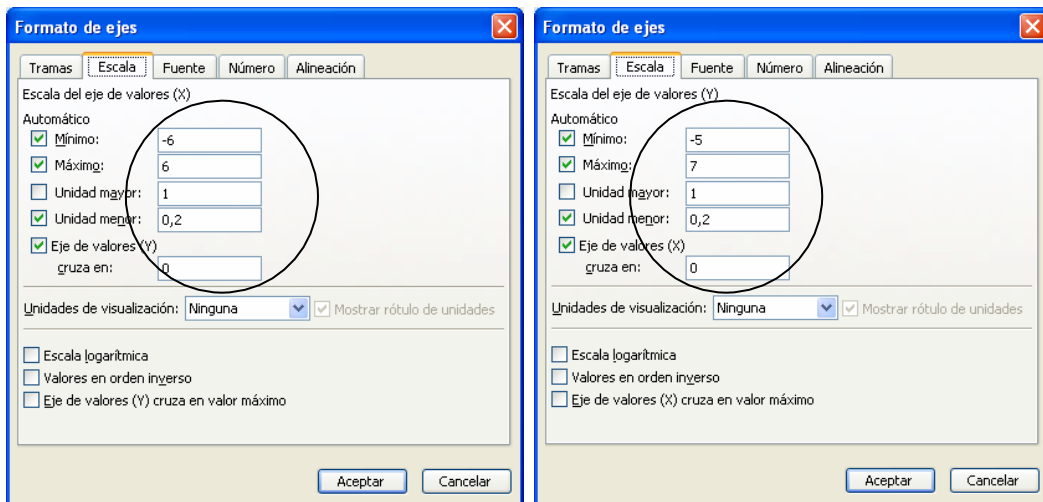 Formato de ejes
Tramas Escala Fuente Número Alineación
Escala del eje de valores (X)
Automático
Mínimo: -6
Máximo: 6
Unidad mayor: 1
Unidad menor: 0,2
Eje de valores (Y)
cruza en: 0
Unidades de visualización: Ninguna Mostrar rótulo de unidades
Escala logarítmica
Valores en orden inverso
Eje de valores (Y) cruza en valor máximo
Aceptar Cancelar
Formato de ejes
Tramas Escala Fuente Número Alineación
Escala del eje de valores (Y)
Automático
Mínimo: -5
Máximo: 7
Unidad mayor: 1
Unidad menor: 0,2
Eje de valores (X)
cruza en: 0
Unidades de visualización: Ninguna Mostrar rótulo de unidades
Escala logarítmica
Valores en orden inverso
Eje de valores (X) cruza en valor máximo
Aceptar Cancelar